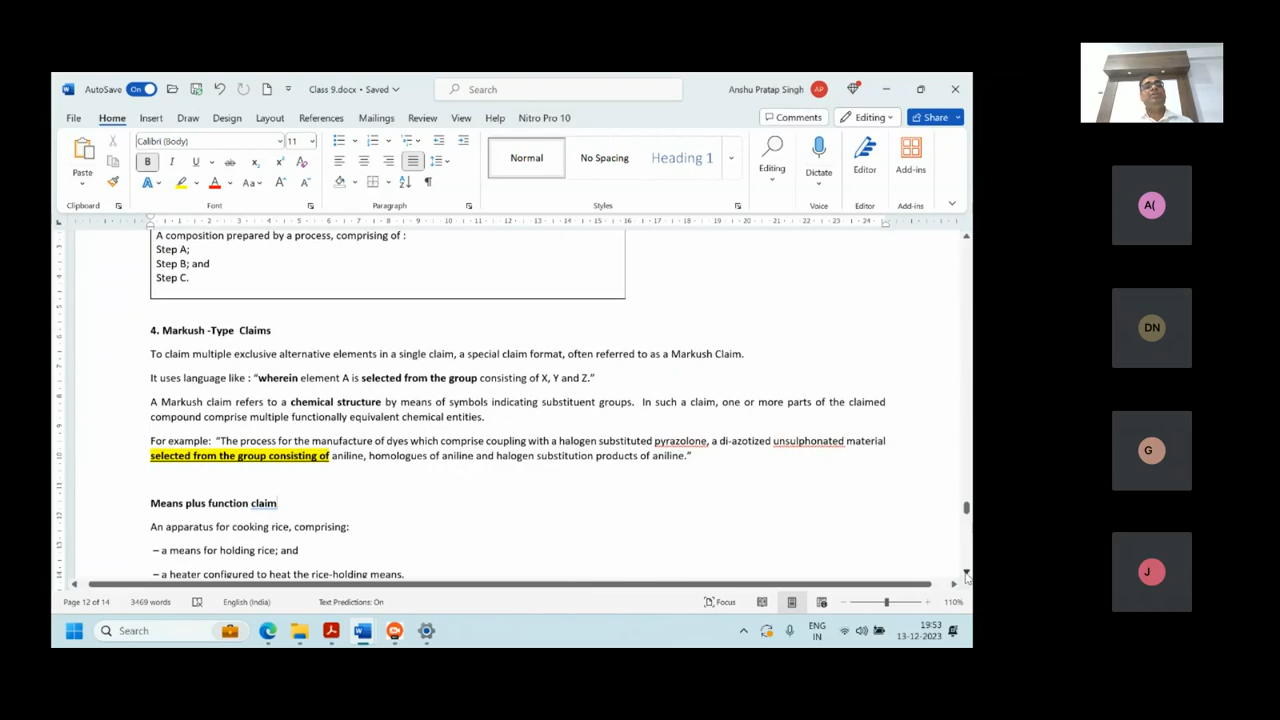 AutoSave On Class 9.docx • Saved Search Anshu Pratap Singh AP
File Home Insert Draw Design Layout References Mailings Review View Help Nitro Pro 10 Comments Editing Share
Calibri (Body) 11
Paste
Normal No Spacing Heading 1
Editing Dictate Editor Add-ins
Clipboard Font Paragraph Styles Voice Editor Add-ins
A composition prepared by a process, comprising of :
Step A;
Step B; and
Step C.
4. Markush -Type Claims
To claim multiple exclusive alternative elements in a single claim, a special claim format, often referred to as a Markush Claim.
It uses language like : “wherein element A is selected from the group consisting of X, Y and Z.”
A Markush claim refers to a chemical structure by means of symbols indicating substituent groups. In such a claim, one or more parts of the claimed
compound comprise multiple functionally equivalent chemical entities.
For example: “The process for the manufacture of dyes which comprise coupling with a halogen substituted pyrazolone, a di-azotized unsulphonated material
selected from the group consisting of aniline, homologues of aniline and halogen substitution products of aniline.”
Means plus function claim
An apparatus for cooking rice, comprising:
– a means for holding rice; and
– a heater configured to heat the rice-holding means.
Page 12 of 14 3469 words English (India) Text Predictions: On Focus 110%
Search ENG IN 19:53 13-12-2023
A(
DN
G
J